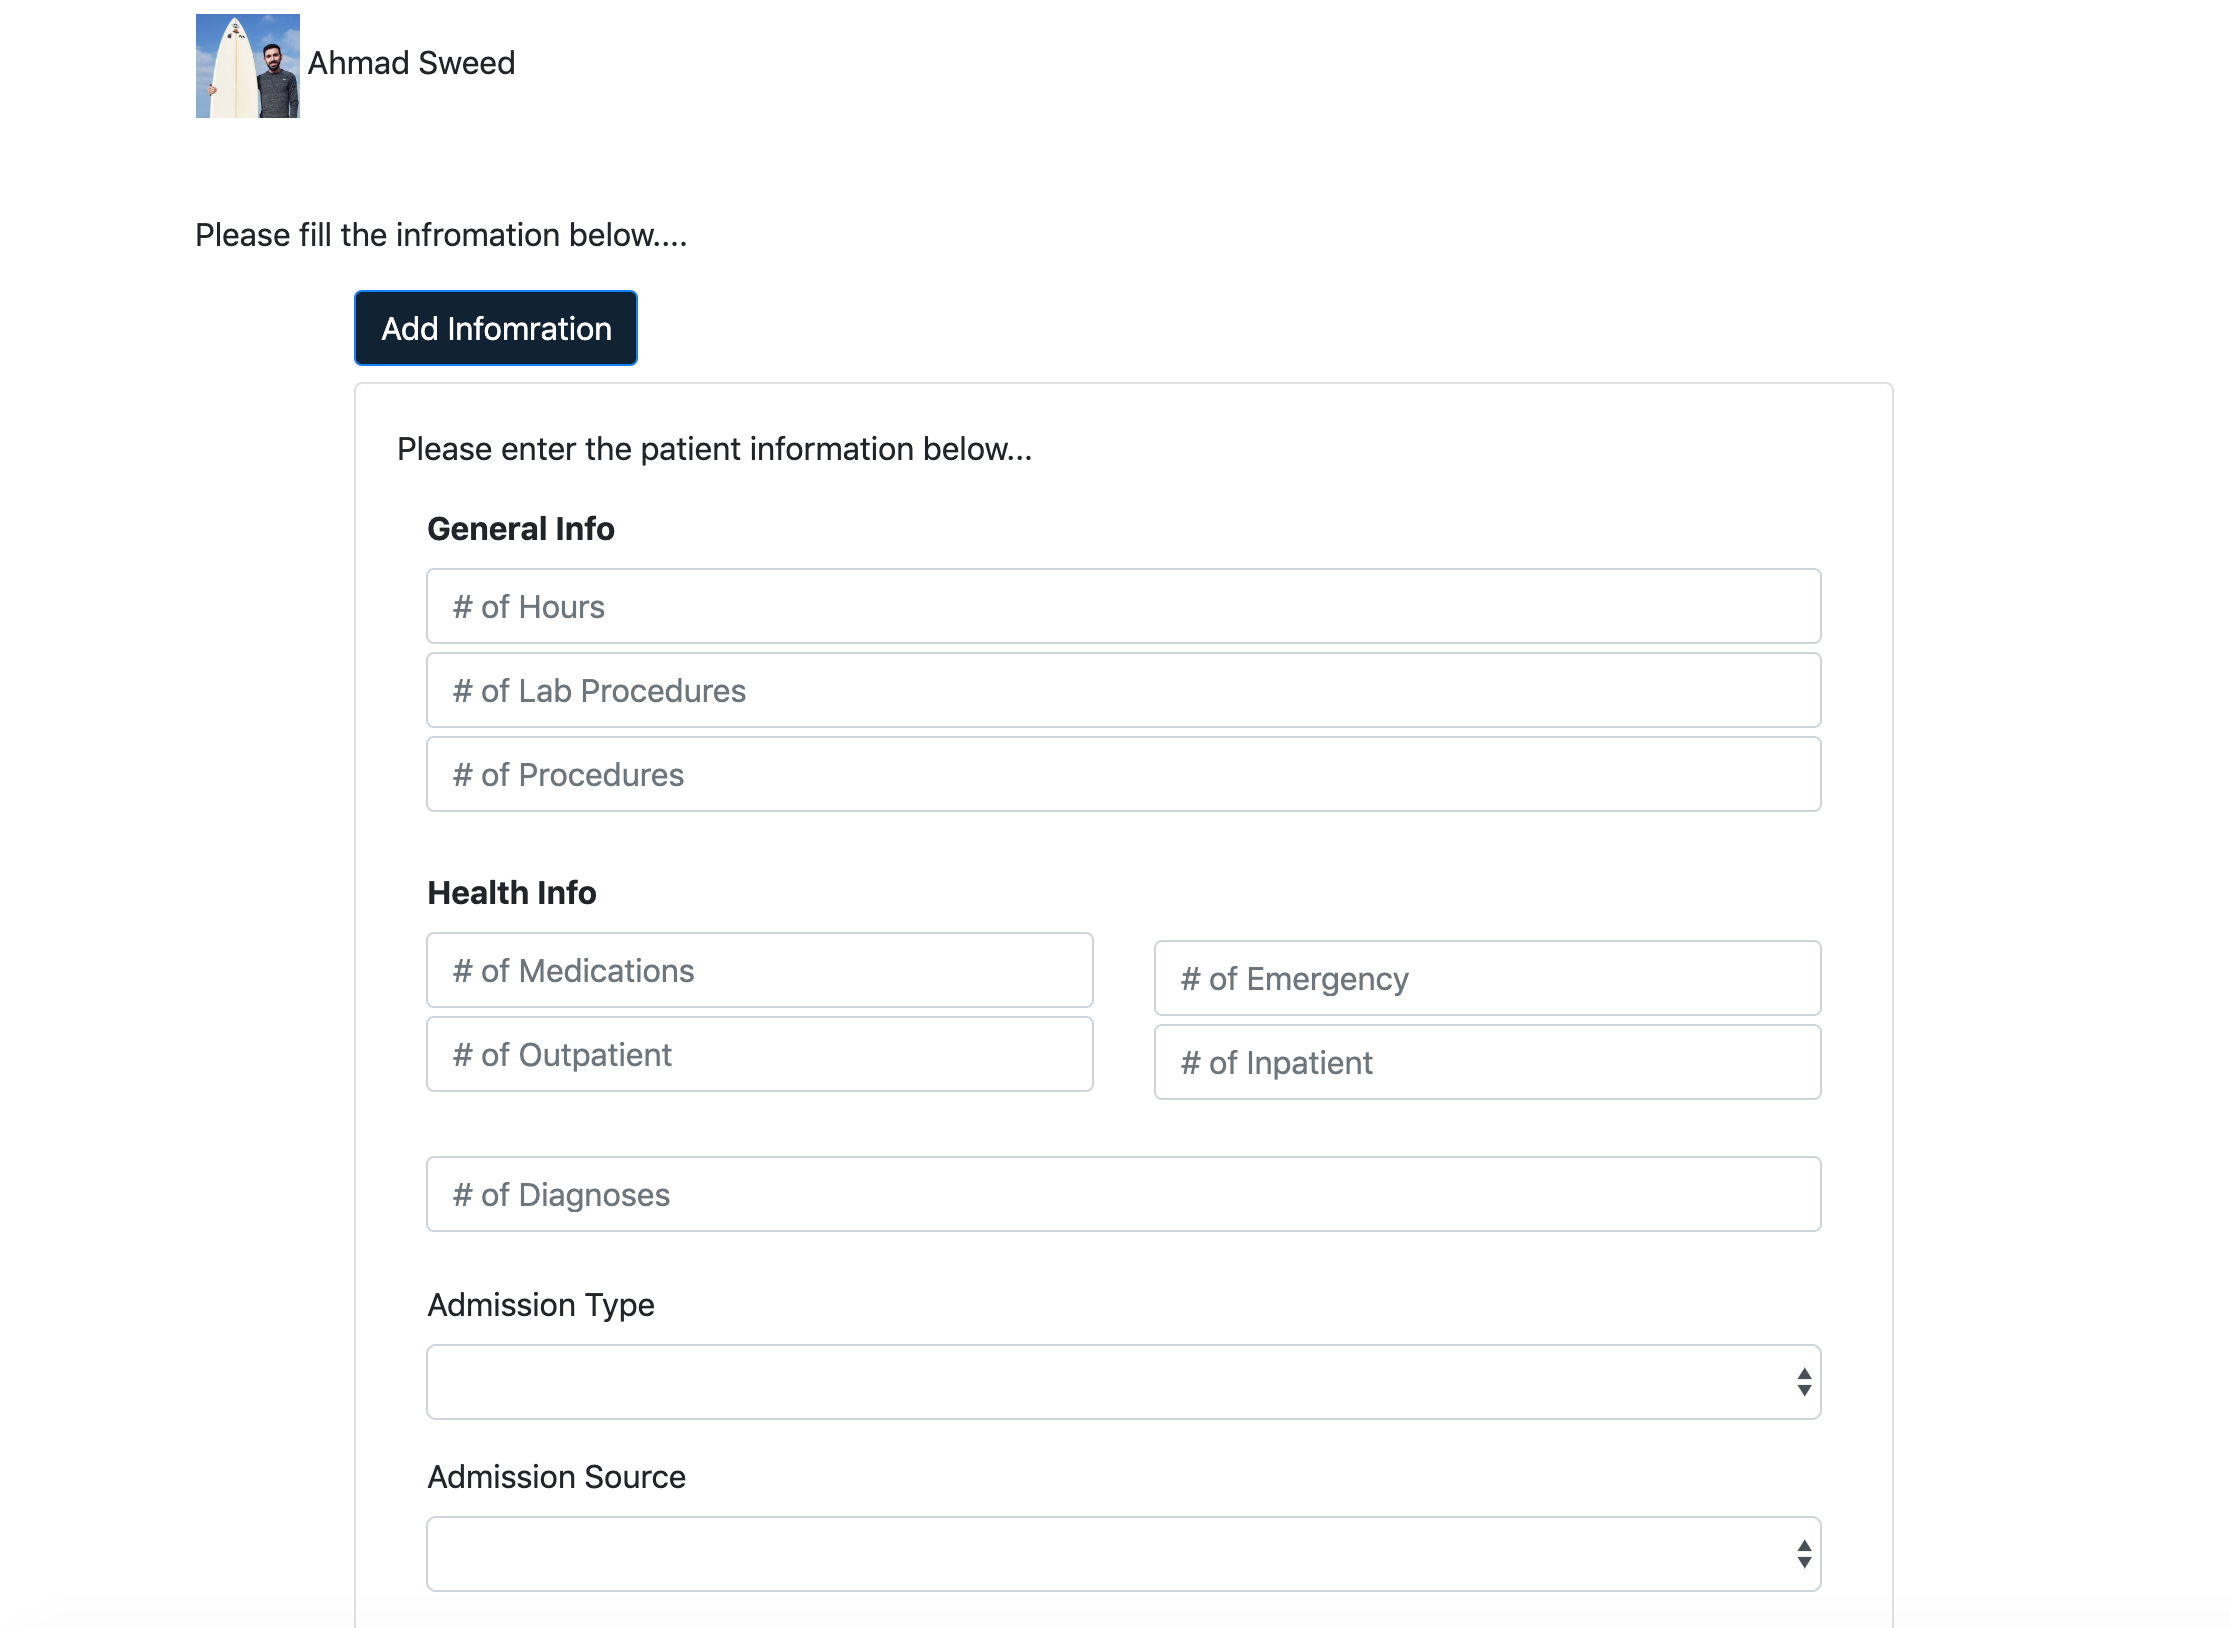 Ahmad Sweed
Please fill the infromation below....
Add Infomration
Please enter the patient information below...
General Info
# of Hours
# of Lab Procedures
# of Procedures
Health Info
# of Medications
# of Emergency
# of Outpatient
# of Inpatient
# of Diagnoses
Admission Type
Admission Source